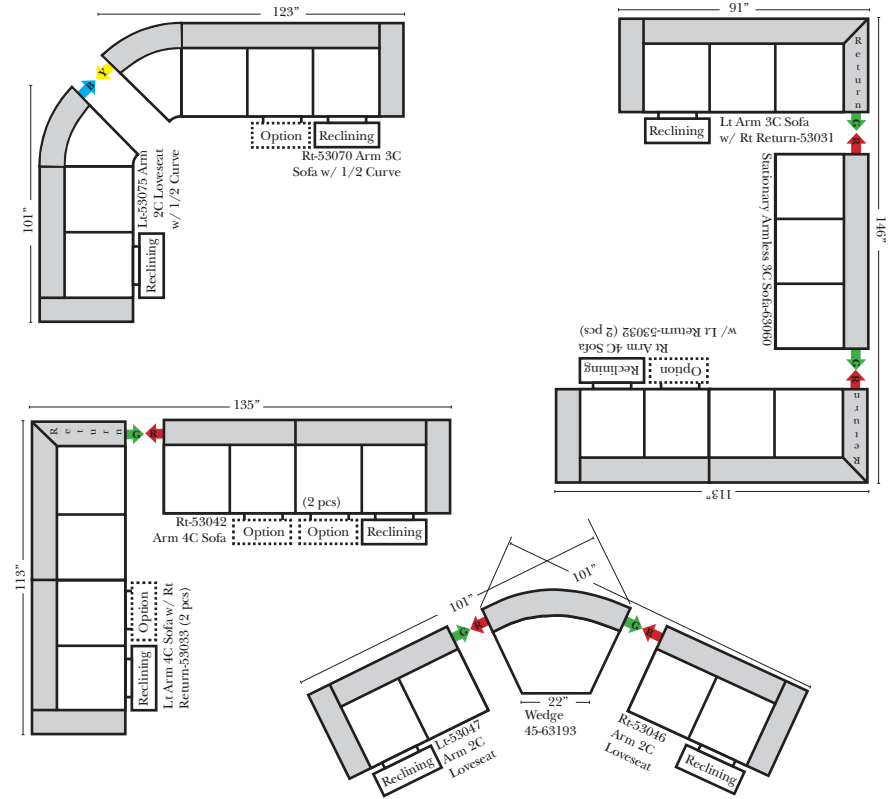 123”
B
Y
Option
Reclining
Rt-53070 Arm 3C
Sofa w/ 1/2 Curve
101”
Lt-53075 Arm
2C Loveseat
w/ 1/2 Curve
Reclining
91”
Return
G
R
Reclining
Lt Arm 3C Sofa
w/ Rt Return-53031
Stationary Armless 3C Sofa-63060
146”
G
R
Rt Arm 4C Sofa
w/ Lt Return-53032 (2 pcs)
Reclining
Option
Return
113”
135”
Return
G
R
(2 pcs)
Rt-53042
Arm 4C Sofa
Option
Option
Reclining
113”
Option
Reclining
Lt Arm 4C Sofa w/ Rt
Return-53033 (2 pcs)
101”
101”
G
R
G
R
22”
Wedge
45-63193
Lt-53047
Arm 2C
Loveseat
Reclining
Rt-53046
Arm 2C
Loveseat
Reclining